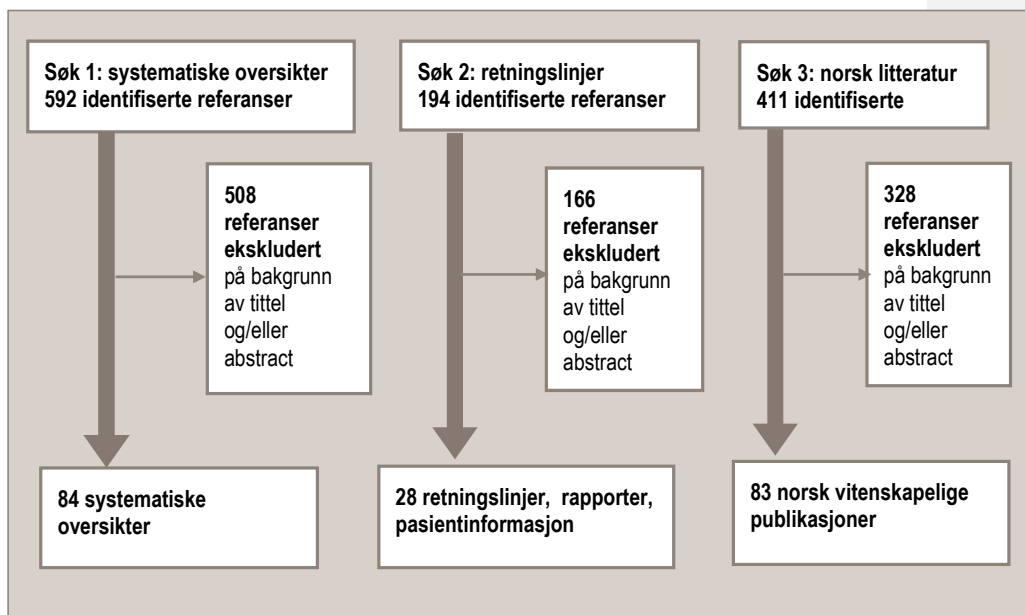 Søk 1: systematiske oversikter
592 identifiserte referanser
508
referanser
ekskludert
på bakgrunn
av tittel
og/eller
abstract
84 systematiske
oversikter
Søk 2: retningslinjer
194 identifiserte referanser
166
referanser
ekskludert
på bakgrunn
av tittel
og/eller
abstract
28 retningslinjer, rapporter,
pasientinformasjon
Søk 3: norsk litteratur
411 identifiserte
328
referanser
ekskludert
på bakgrunn
av tittel
og/eller
abstract
83 norsk vitenskapelige
publikasjoner